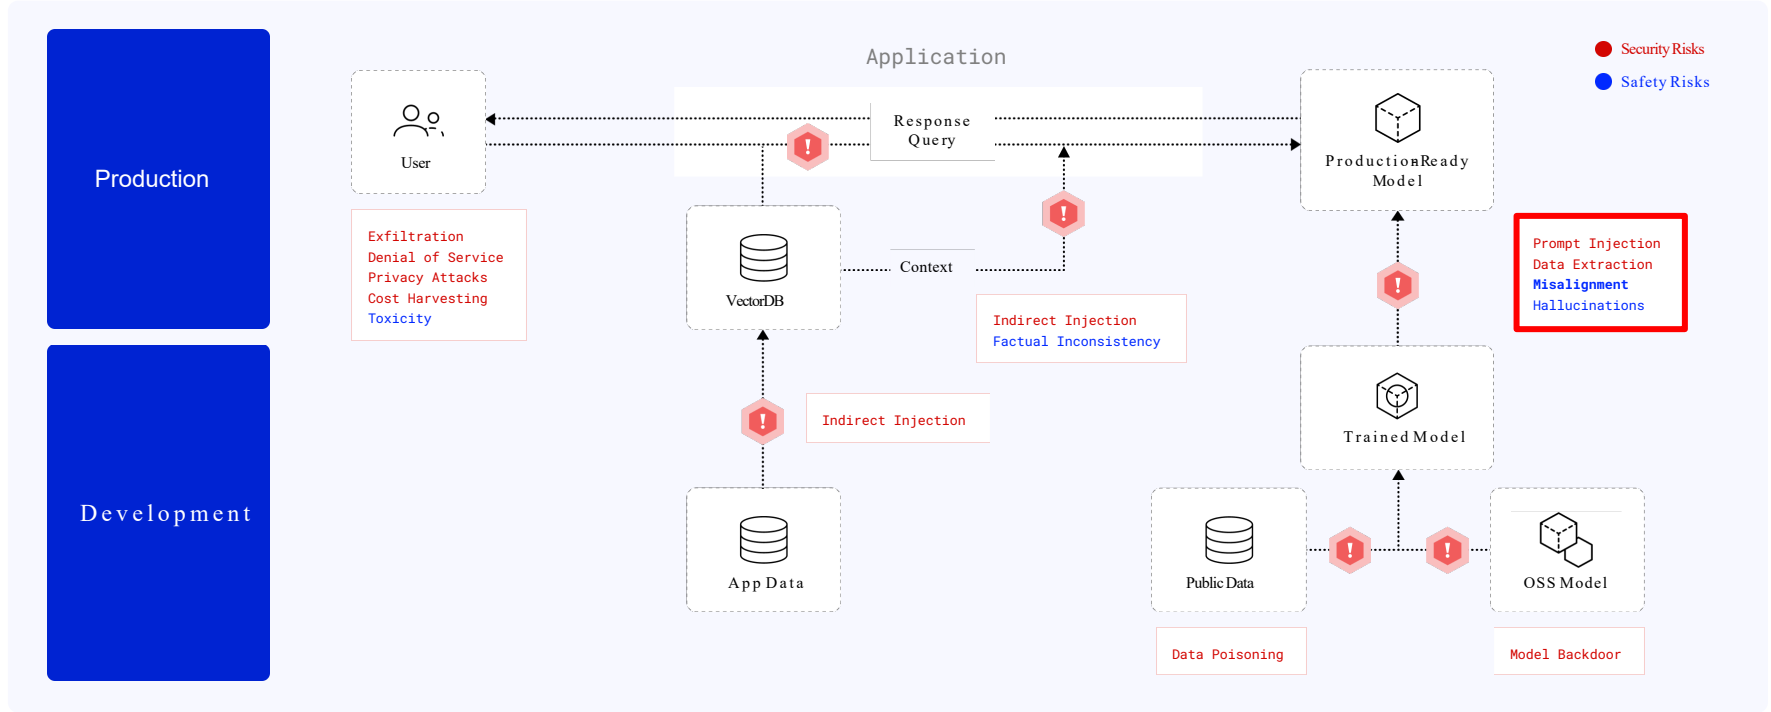 Application
Security Risks
Safety Risks
Production
User
Response
Query
Production-Ready
Model
Exfiltration
Denial of Service
Privacy Attacks
Cost Harvesting
Toxicity
VectorDB
Context
Indirect Injection
Factual Inconsistency
Prompt Injection
Data Extraction
Misalignment
Hallucinations
Development
Indirect Injection
Trained Model
App Data
Public Data
OSS Model
Data Poisoning
Model Backdoor